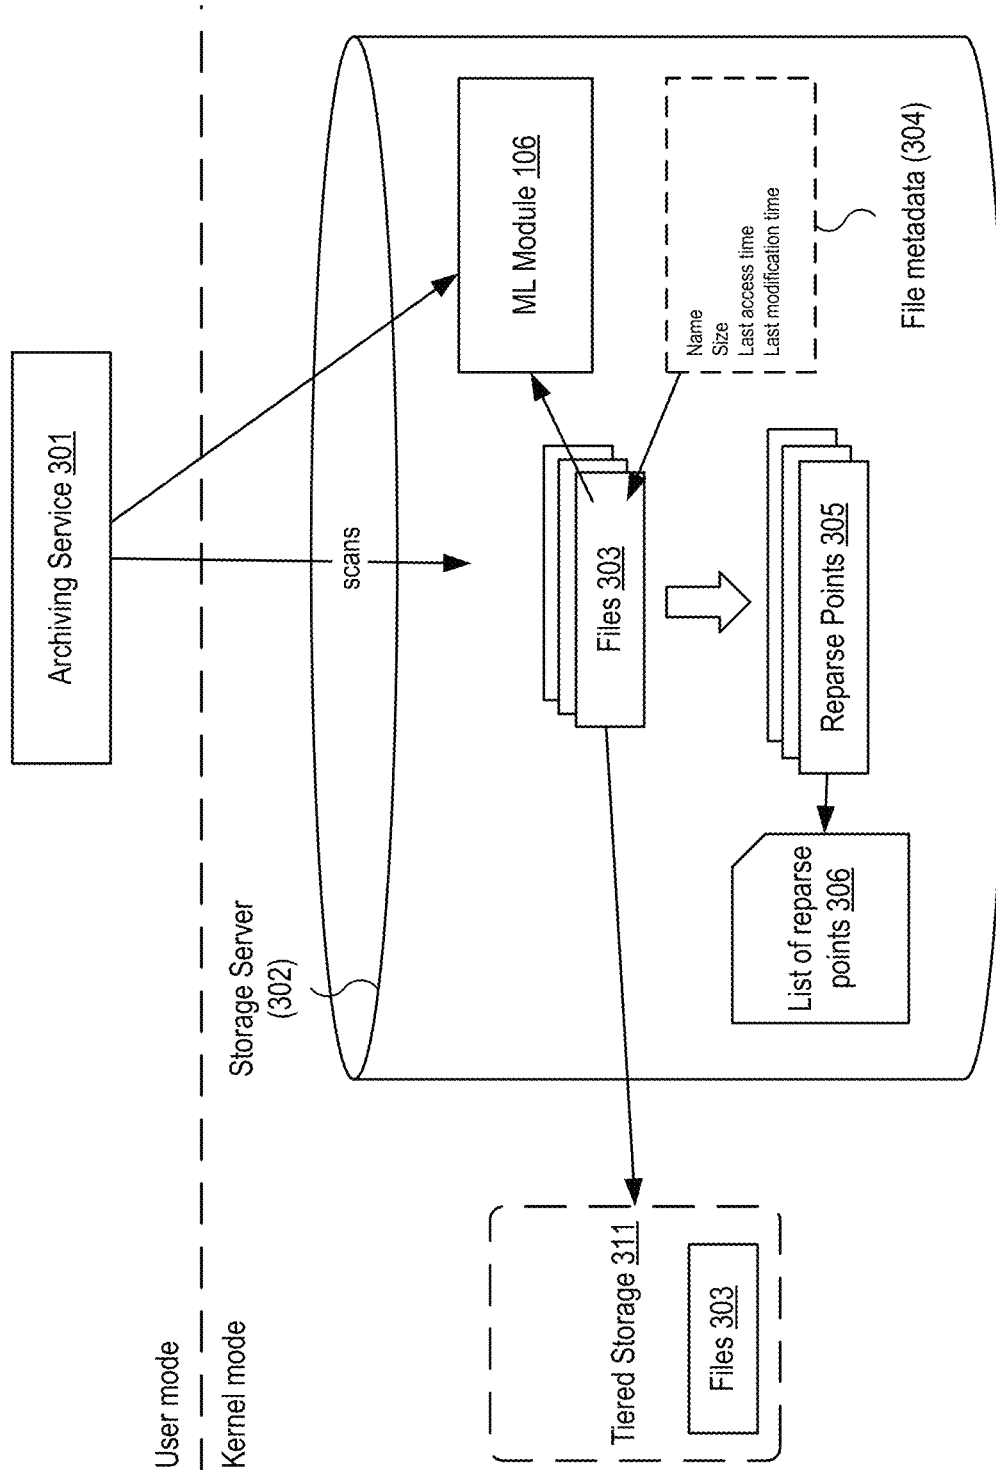 User mode
Kernel mode
Archiving Service 301
Storage Server
(302)
scans
ML Module 106
Files 303
Name
Size
Last access time
Last modification time
File metadata (304)
Reparse Points 305
List of reparse
points 306
Tiered Storage 311
Files 303